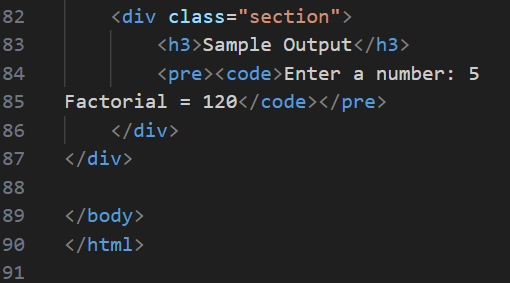 82     <div class="section">
83         <h3>Sample Output</h3>
84         <pre><code>Enter a number: 5
85 Factorial = 120</code></pre>
86     </div>
87 </div>
88
89 </body>
90 </html>
91